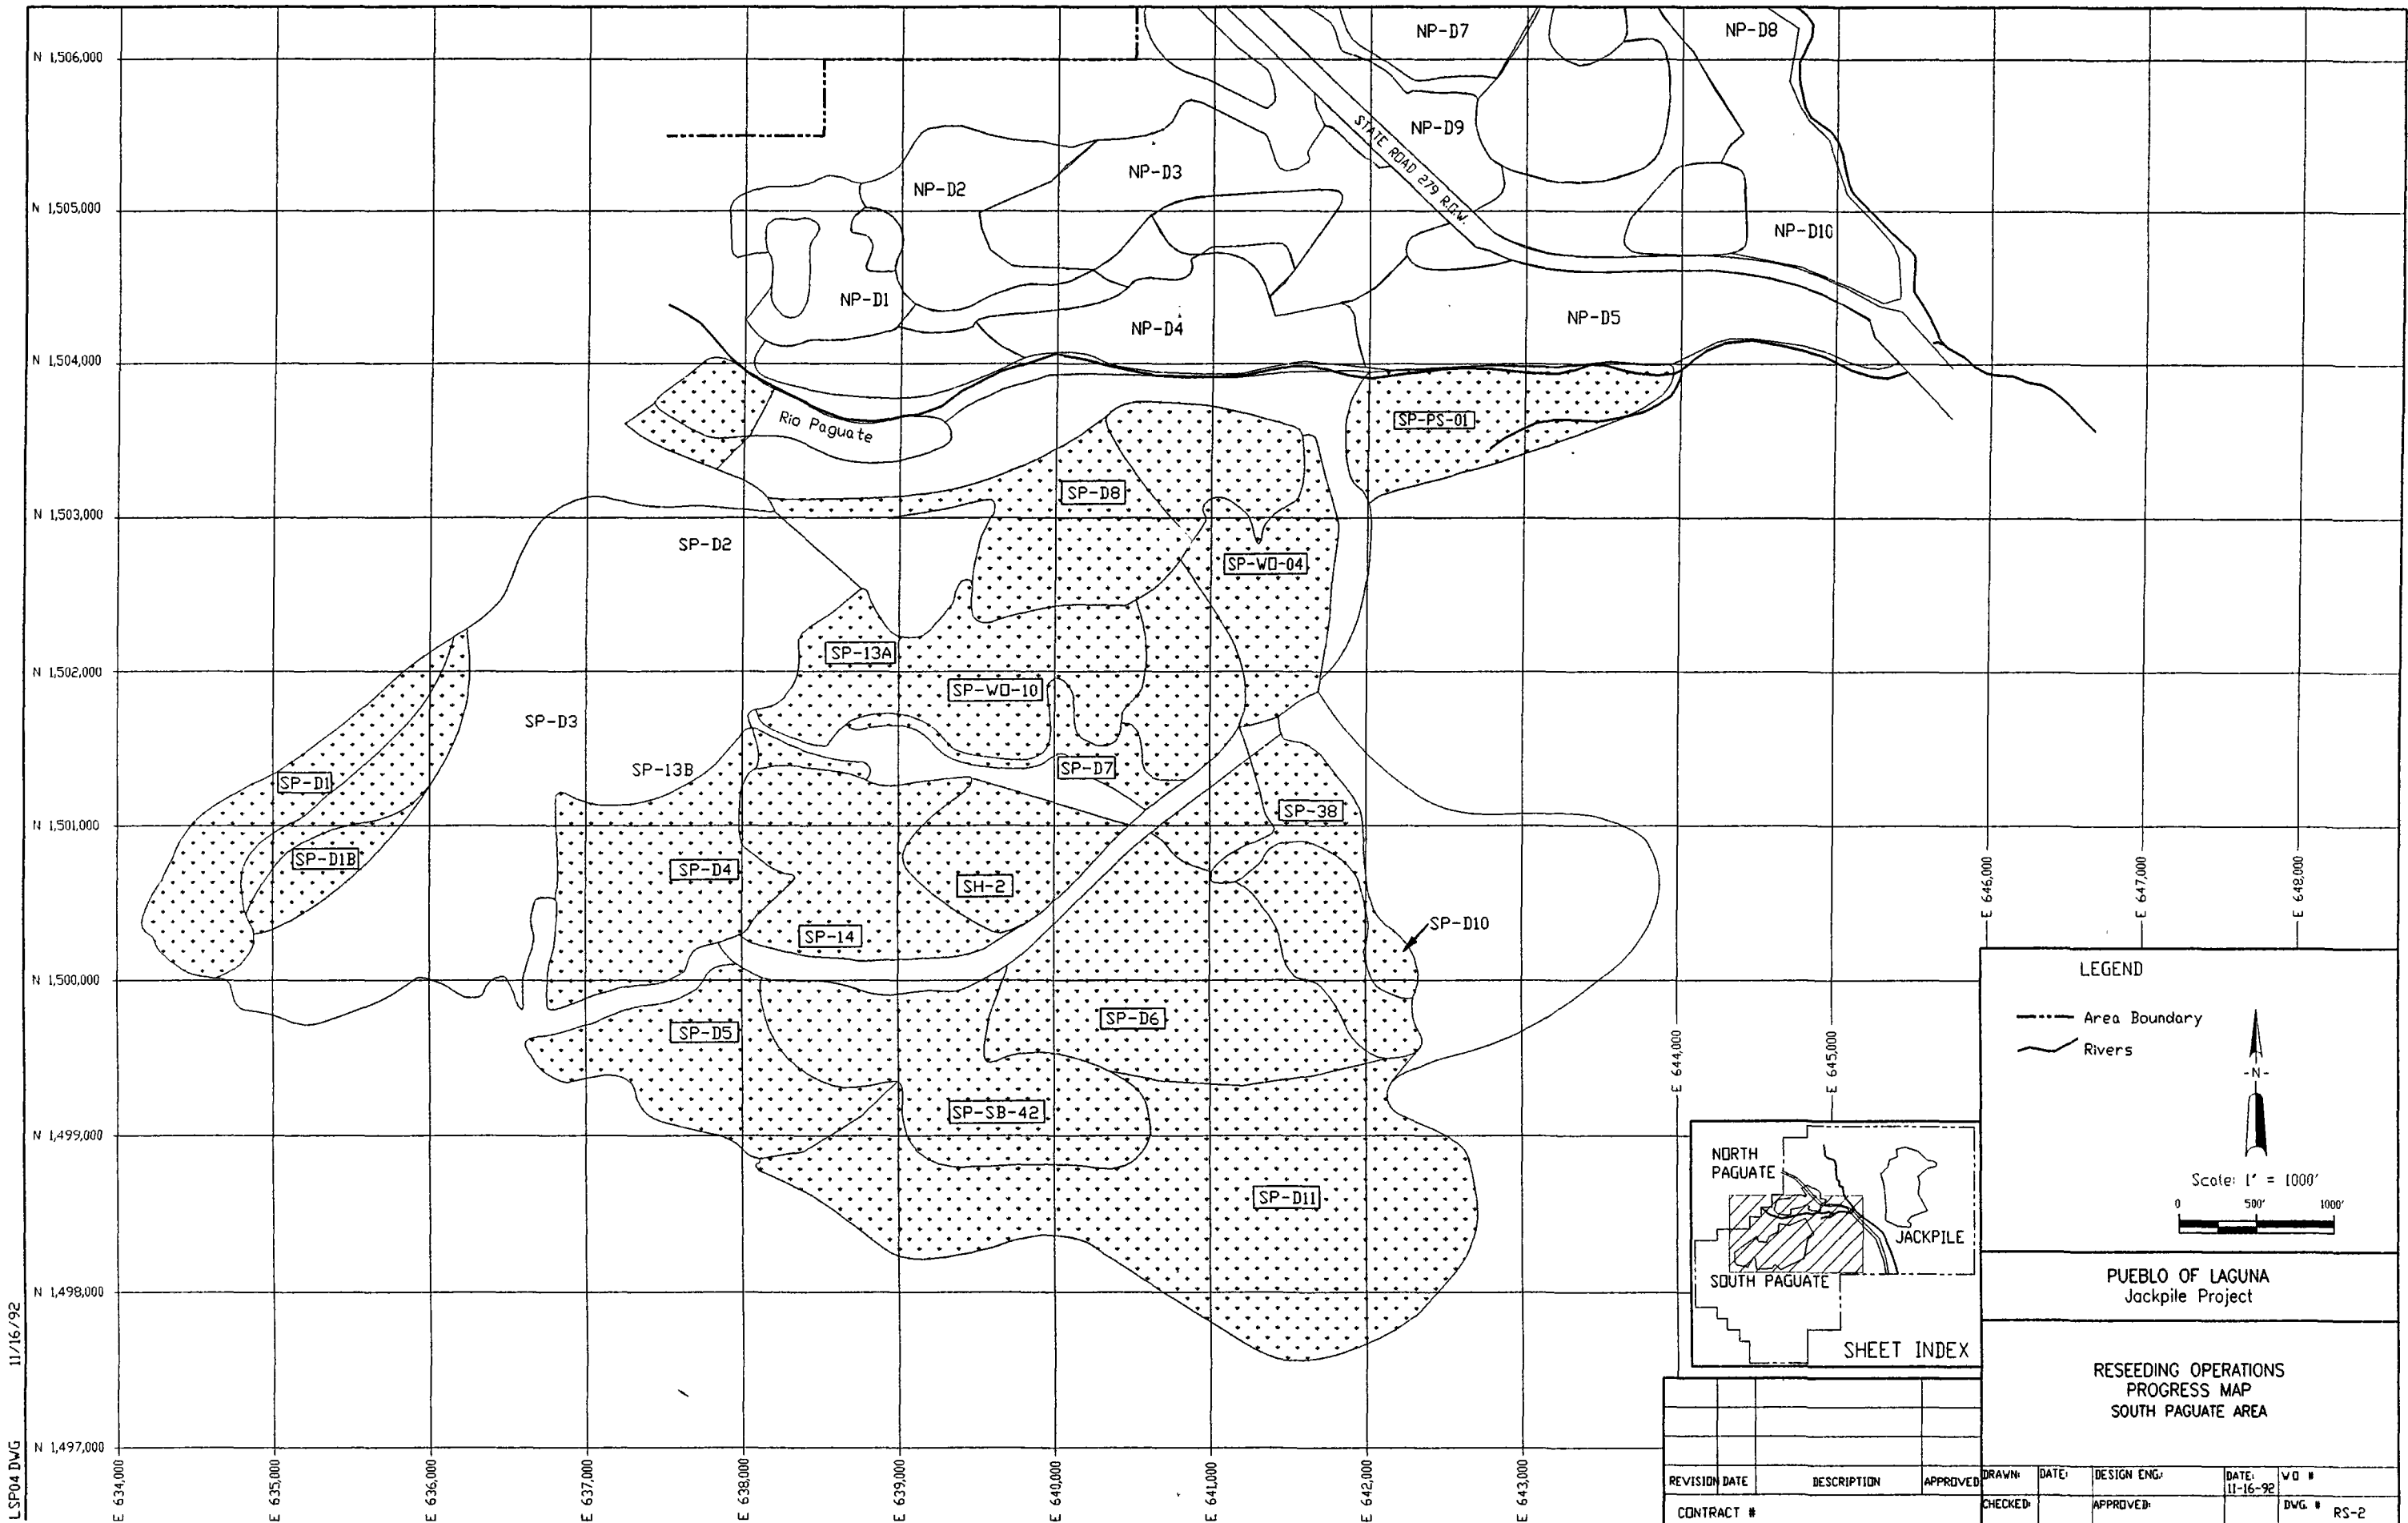 N 1,506,000
N 1,505,000
N 1,504,000
N 1,503,000
N 1,502,000
N 1,501,000
N 1,500,000
N 1,499,000
N 1,498,000
N 1,497,000
NP-D7
NP-D8
NP-D9
STATE ROAD 279 R.O.W.
NP-D2
NP-D3
NP-D10
NP-D1
NP-D4
NP-D5
Rio Paguate
SP-PS-01
SP-D8
SP-D2
SP-WO-04
SP-13A
SP-WO-10
SP-D3
SP-13B
SP-D7
SP-D1
SP-38
SP-D1B
SP-D4
SH-2
SP-14
SP-D10
SP-D5
SP-D6
SP-SB-42
SP-D11
E 634,000
E 635,000
E 636,000
E 637,000
E 638,000
E 639,000
E 640,000
E 641,000
E 642,000
E 643,000
E 644,000
E 645,000
E 646,000
E 647,000
E 648,000
LEGEND
Area Boundary
Rivers
-N-
Scale: 1" = 1000'
0 500' 1000'
NORTH
PAGUATE
JACKPILE
SOUTH PAGUATE
SHEET INDEX
PUEBLO OF LAGUNA
Jackpile Project
RESEEDING OPERATIONS
PROGRESS MAP
SOUTH PAGUATE AREA
REVISION DATE DESCRIPTION APPROVED
CONTRACT #
DRAWN: DATE: DESIGN ENG: DATE: WO #
11-16-92
CHECKED: APPROVED: DWG. # RS-2
LSP04 DWG 11/16/92